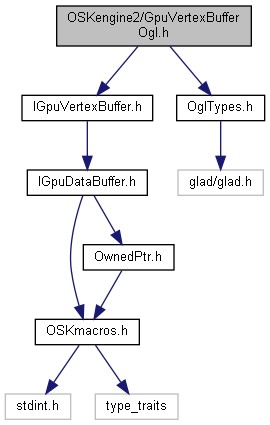 OSKengine2/GpuVertexBuffer
Ogl.h
IGpuVertexBuffer.h
OglTypes.h
IGpuDataBuffer.h
glad/glad.h
OwnedPtr.h
OSKmacros.h
stdint.h
type_traits